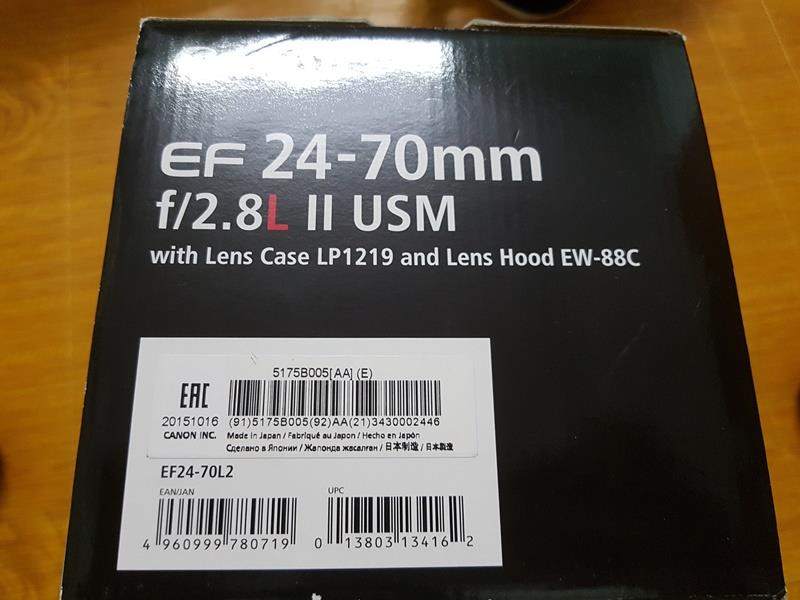 EF 24-70mm
f/2.8L II USM
with Lens Case LP1219 and Lens Hood EW-88C
5175B005[AA] (E)
EAC
20151016 (91)5175B005(92)AA(21)3430002446
CANON INC. Made in Japan / Fabriqué au Japon / Hecho en Japón
Сделано в Японии / Жапонда жасалған / 日本制造 / 日本製造
EF24-70L2
EAN/JAN UPC
4 960999 780719 0 13803 13416 2